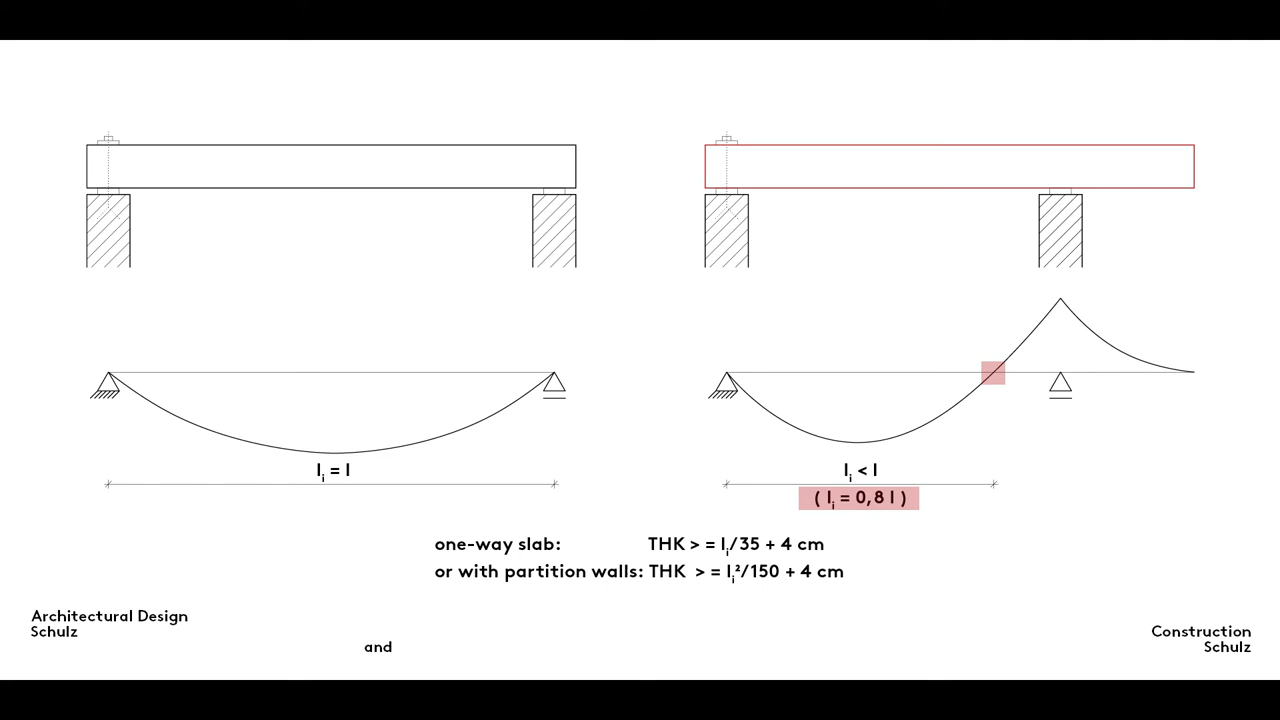 lᵢ = l
lᵢ < l
( lᵢ = 0,8 l )
one-way slab: THK > = lᵢ/35 + 4 cm
or with partition walls: THK > = lᵢ²/150 + 4 cm
Architectural Design
Schulz
and
Construction
Schulz